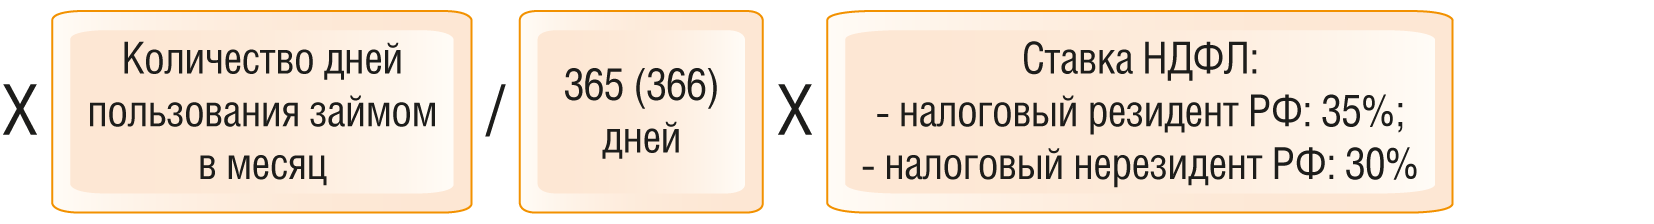 X
Количество дней
пользования займом
в месяц
/
365 (366)
дней
X
Ставка НДФЛ:
- налоговый резидент РФ: 35%;
- налоговый нерезидент РФ: 30%